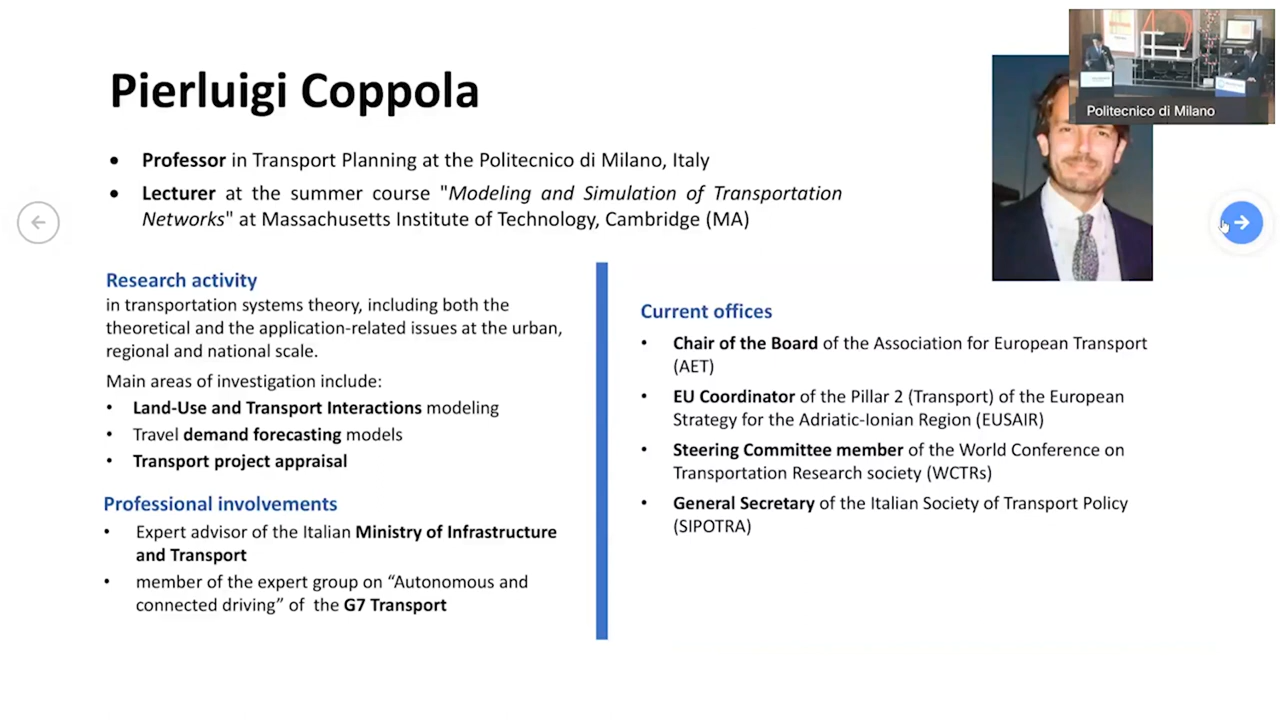 Pierluigi Coppola
Politecnico di Milano
• Professor in Transport Planning at the Politecnico di Milano, Italy
• Lecturer at the summer course "Modeling and Simulation of Transportation
Networks" at Massachusetts Institute of Technology, Cambridge (MA)
Research activity
in transportation systems theory, including both the
theoretical and the application-related issues at the urban,
regional and national scale.
Main areas of investigation include:
• Land-Use and Transport Interactions modeling
• Travel demand forecasting models
• Transport project appraisal
Professional involvements
• Expert advisor of the Italian Ministry of Infrastructure
and Transport
• member of the expert group on “Autonomous and
connected driving” of the G7 Transport
Current offices
• Chair of the Board of the Association for European Transport
(AET)
• EU Coordinator of the Pillar 2 (Transport) of the European
Strategy for the Adriatic-Ionian Region (EUSAIR)
• Steering Committee member of the World Conference on
Transportation Research society (WCTRs)
• General Secretary of the Italian Society of Transport Policy
(SIPOTRA)